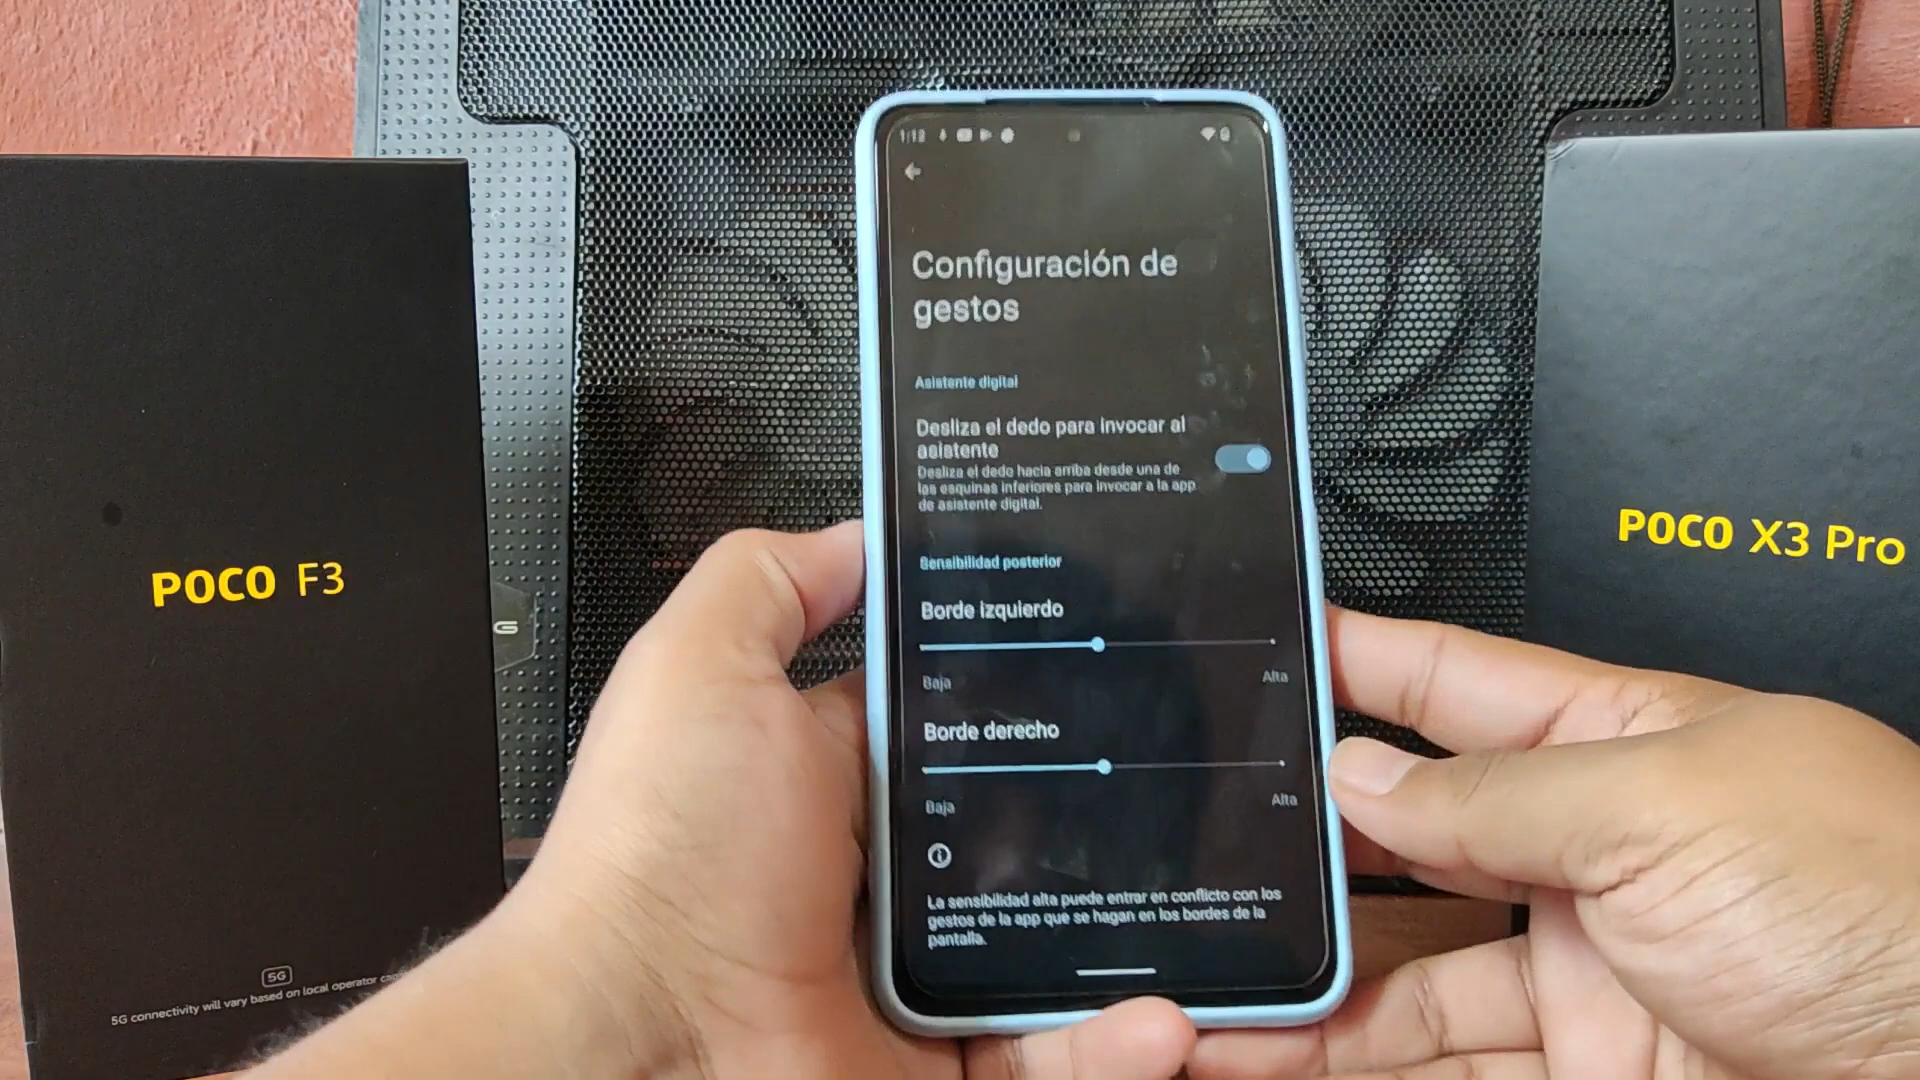 POCO F3
5G
5G connectivity will vary based on local operator
1:12
Configuración de
gestos
Asistente digital
Desliza el dedo para invocar al
asistente
Desliza el dedo hacia arriba desde una de
las esquinas inferiores para invocar a la app
de asistente digital.
Sensibilidad posterior
Borde izquierdo
Baja
Alta
Borde derecho
Baja
Alta
La sensibilidad alta puede entrar en conflicto con los
gestos de la app que se hagan en los bordes de la
pantalla.
POCO X3 Pro